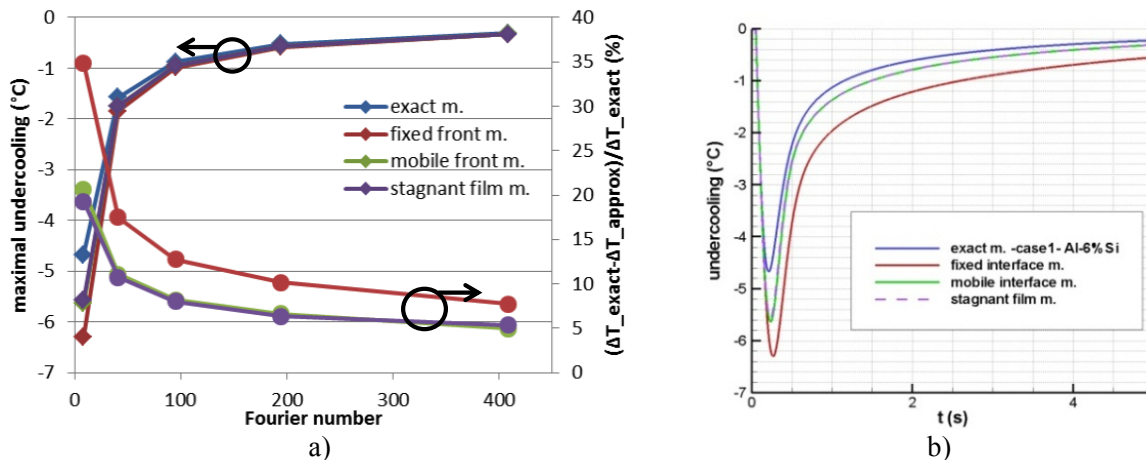 maximal undercooling (°C)
0
-1
-2
-3
-4
-5
-6
-7
exact m.
fixed front m.
mobile front m.
stagnant film m.
40
35
30
25
20
15
10
5
0
(ΔT_exact-ΔT_approx)/ΔT_exact (%)
0
100
200
300
400
Fourier number
a)
undercooling (°C)
0
-1
-2
-3
-4
-5
-6
-7
exact m. -case1- Al-6%Si
fixed interface m.
mobile interface m.
stagnant film m.
0
2
4
t (s)
b)